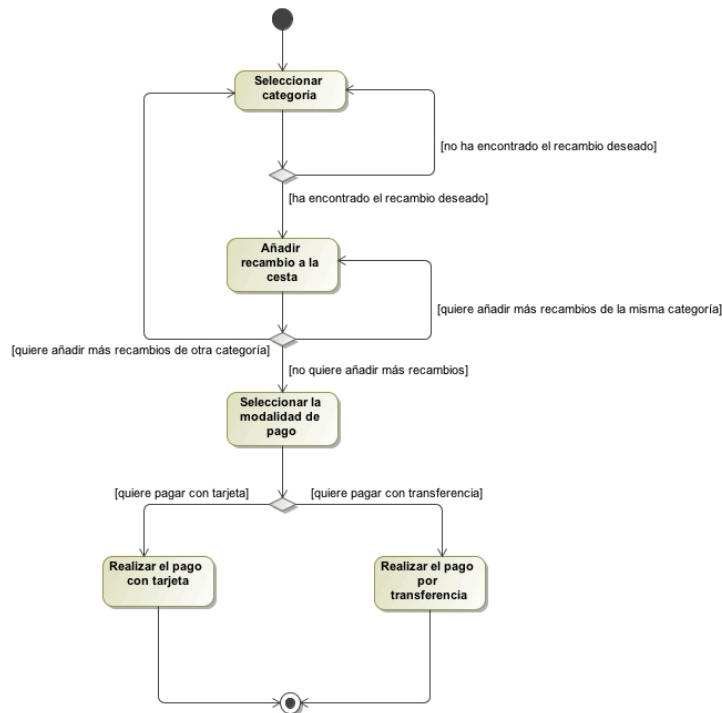 Seleccionar
categoría
[no ha encontrado el recambio deseado]
[ha encontrado el recambio deseado]
Añadir
recambio a la
cesta
[quiere añadir más recambios de la misma categoría]
[quiere añadir más recambios de otra categoría]
[no quiere añadir más recambios]
Seleccionar la
modalidad de
pago
[quiere pagar con tarjeta]
[quiere pagar con transferencia]
Realizar el pago
con tarjeta
Realizar el pago
por
transferencia